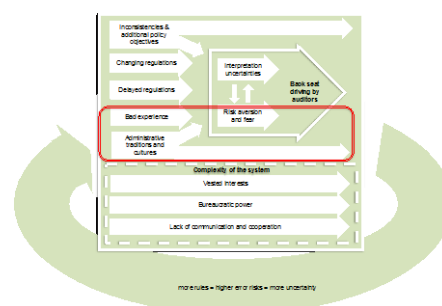 Inconsistencies &
additional policy
objectives
Changing regulations
Delayed regulations
Bad experience
Administrative
traditions and
cultures
Interpretation
uncertainties
Risk aversion
and fear
Back seat
driving by
auditors
Complexity of the system
Vested interests
Bureaucratic power
Lack of communication and cooperation
more rules = higher error risks = more uncertainty